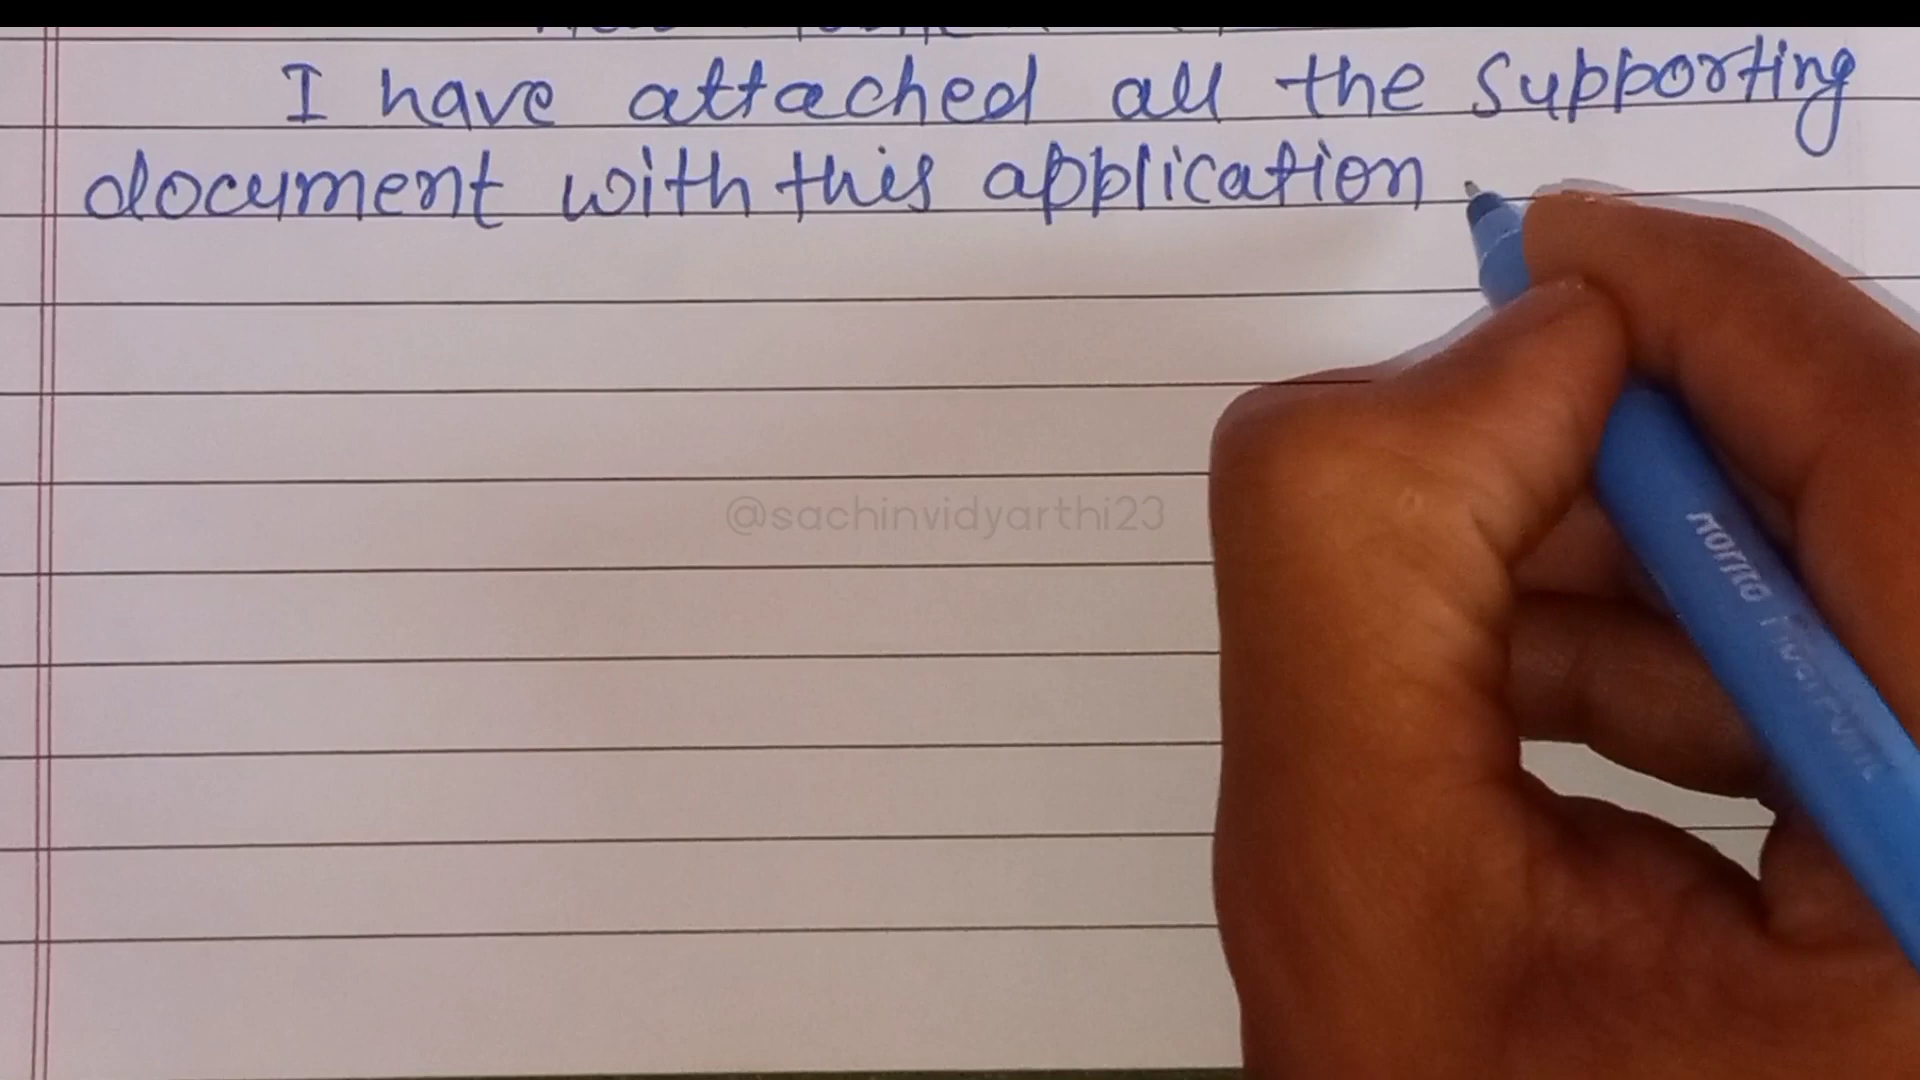 I have attached all the supporting
document with this application
@sachinvidyarthi23